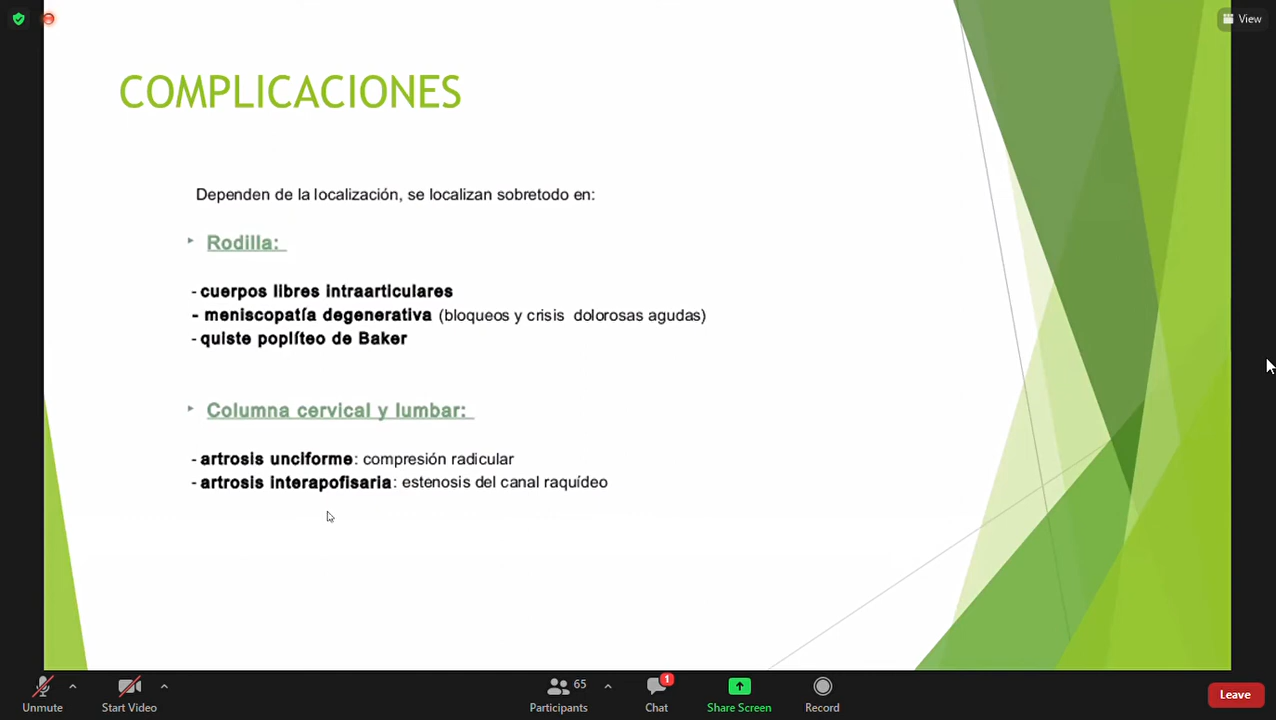 View
COMPLICACIONES
Dependen de la localización, se localizan sobretodo en:
Rodilla:
- cuerpos libres intraarticulares
- meniscopatía degenerativa (bloqueos y crisis dolorosas agudas)
- quiste poplíteo de Baker
Columna cervical y lumbar:
- artrosis unciforme: compresión radicular
- artrosis interapofisaria: estenosis del canal raquídeo
65
1
Unmute
Start Video
Participants
Chat
Share Screen
Record
Leave